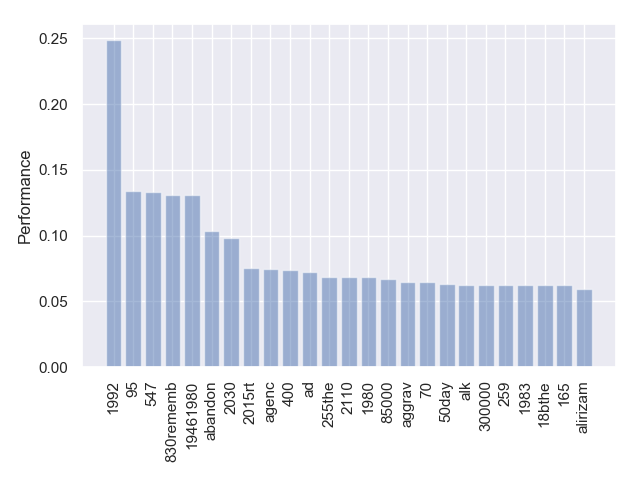 0.25
0.20
0.15
0.10
0.05
0.00
Performance
1992
95
547
830rememb
19461980
abandon
2030
2015rt
agenc
400
ad
255the
2110
1980
85000
aggrav
70
50day
alk
300000
259
1983
18bthe
165
alirizam